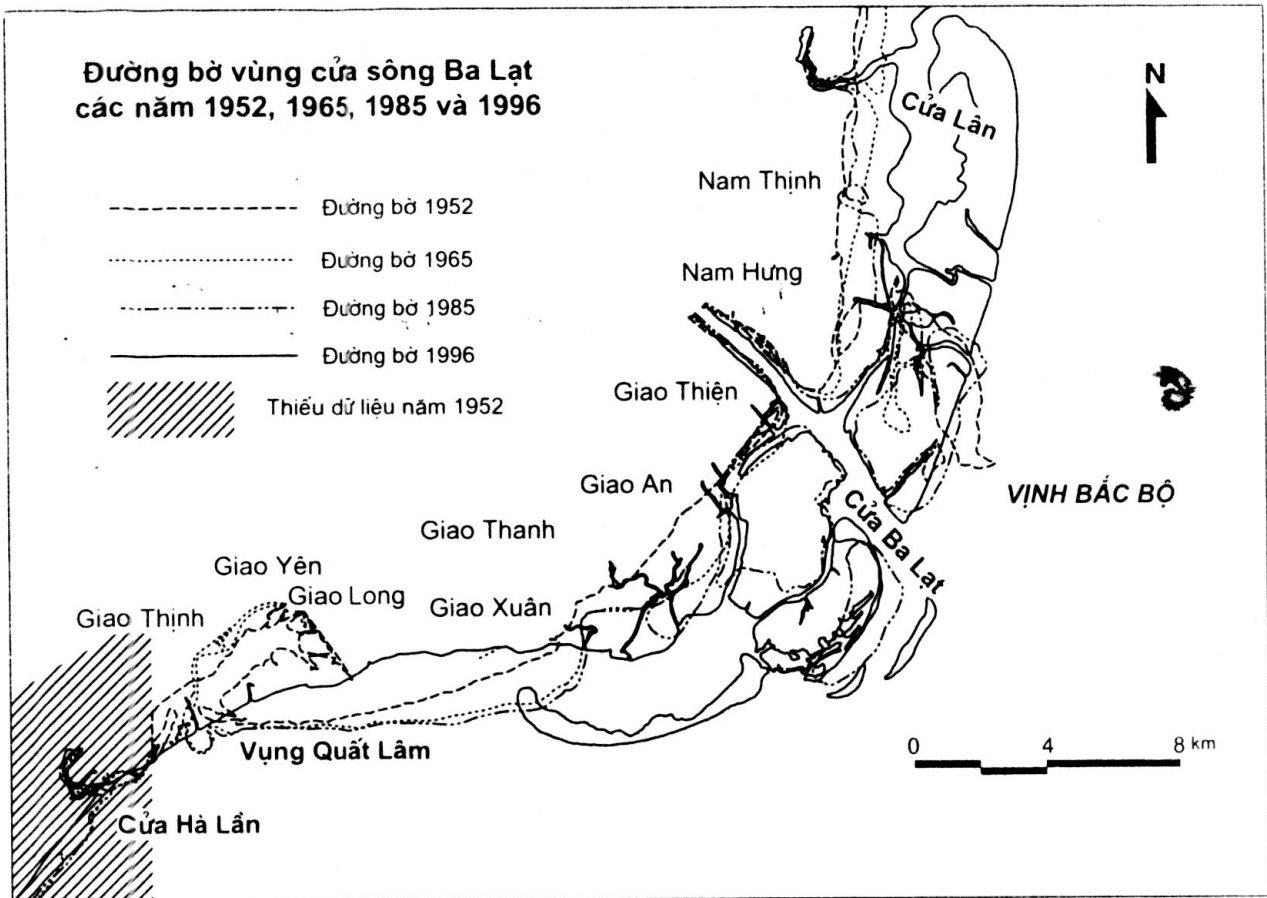 Đường bờ vùng cửa sông Ba Lạt
các năm 1952, 1965, 1985 và 1996
N
Cửa Lân
Nam Thịnh
Đường bờ 1952
Đường bờ 1965
Nam Hưng
Đường bờ 1985
Đường bờ 1996
Giao Thiện
Thiếu dữ liệu năm 1952
Giao An
VỊNH BẮC BỘ
Cửa Ba Lạt
Giao Thanh
Giao Yên
Giao Long
Giao Xuân
Giao Thịnh
Vụng Quất Lâm
0 4 8 km
Cửa Hà Lần